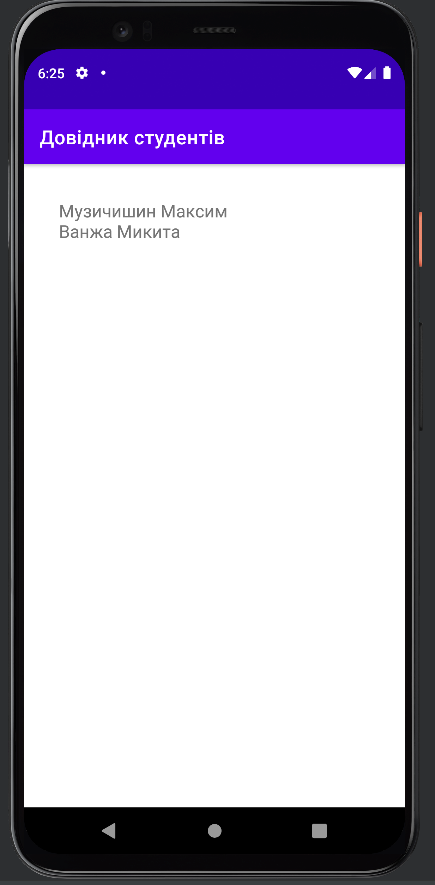 6:25
Довідник студентів
Музичишин Максим
Ванжа Микита